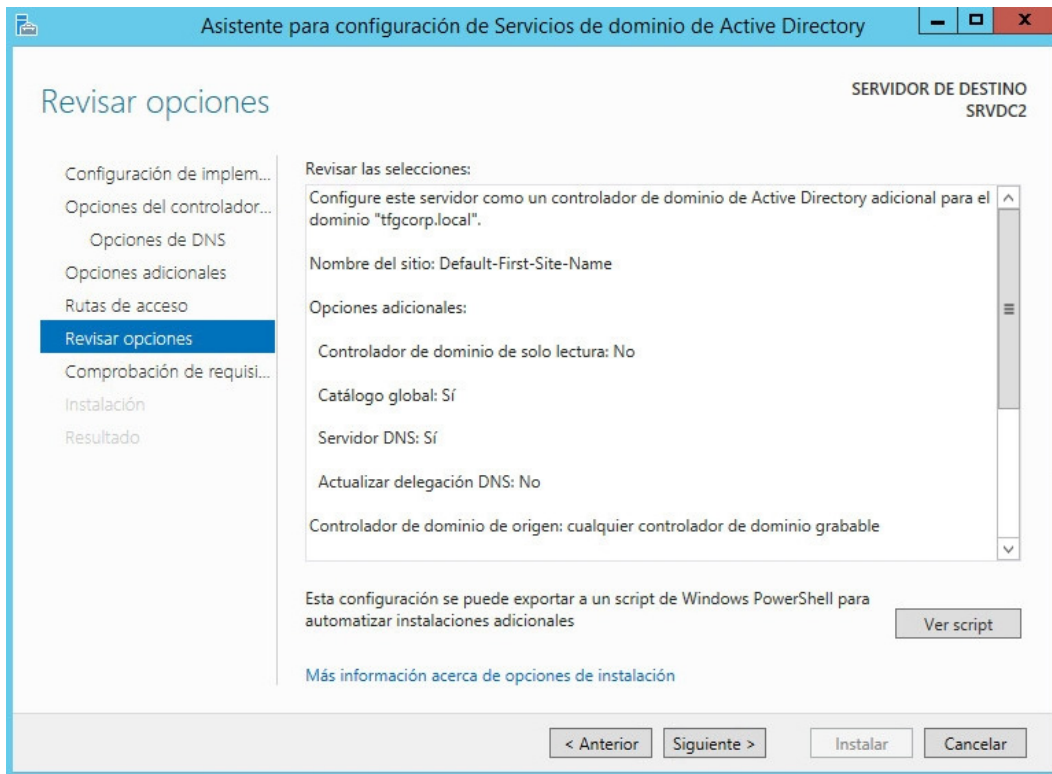 Asistente para configuración de Servicios de dominio de Active Directory
Revisar opciones
SERVIDOR DE DESTINO
SRVDC2
Configuración de implem...
Opciones del controlador...
Opciones de DNS
Opciones adicionales
Rutas de acceso
Revisar opciones
Comprobación de requisi...
Instalación
Resultado
Revisar las selecciones:
Configure este servidor como un controlador de dominio de Active Directory adicional para el
dominio "tfgcorp.local".
Nombre del sitio: Default-First-Site-Name
Opciones adicionales:
Controlador de dominio de solo lectura: No
Catálogo global: Sí
Servidor DNS: Sí
Actualizar delegación DNS: No
Controlador de dominio de origen: cualquier controlador de dominio grabable
Esta configuración se puede exportar a un script de Windows PowerShell para
automatizar instalaciones adicionales
Ver script
Más información acerca de opciones de instalación
< Anterior
Siguiente >
Instalar
Cancelar